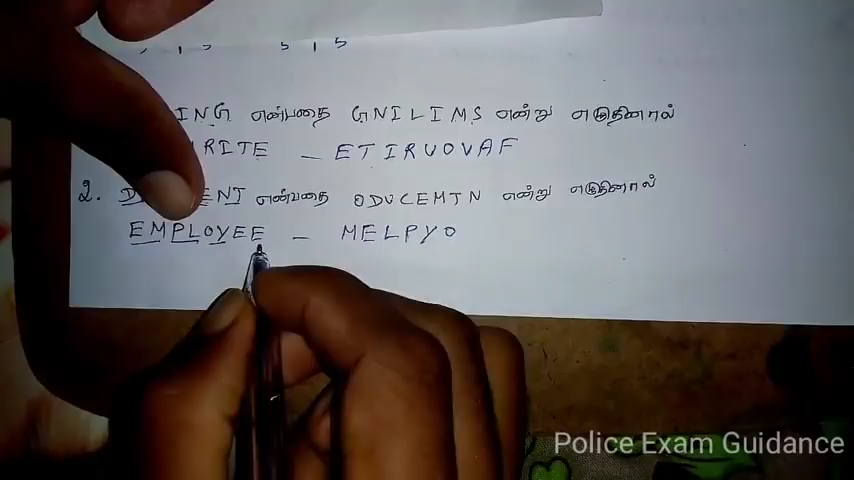 ING என்பதை GNILIMS என்று எழுதினால்
RITE – ETIRUOVAF
2. ENT என்பதை ODUCEMTN என்று எழுதினால்
EMPLOYEE – MELPYO
Police Exam Guidance